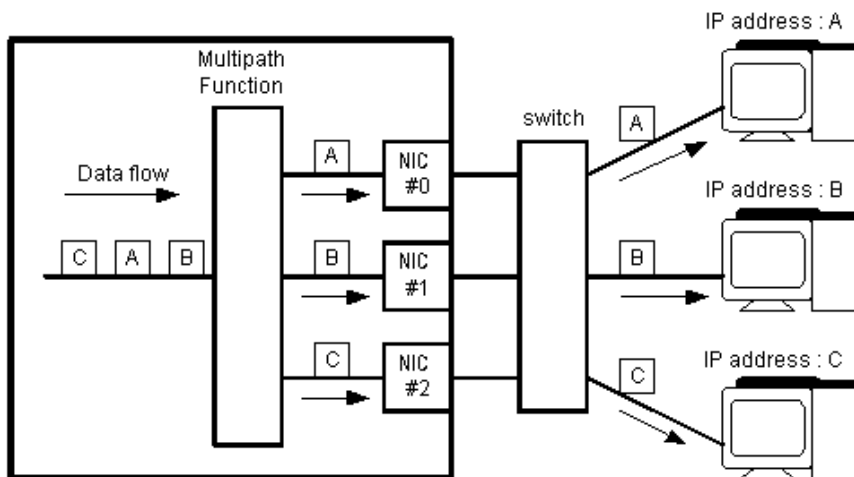 IP address : A
Multipath
Function
switch
A
A
NIC
#0
Data flow
IP address : B
C A B
B
NIC
#1
B
IP address : C
C
NIC
#2
C